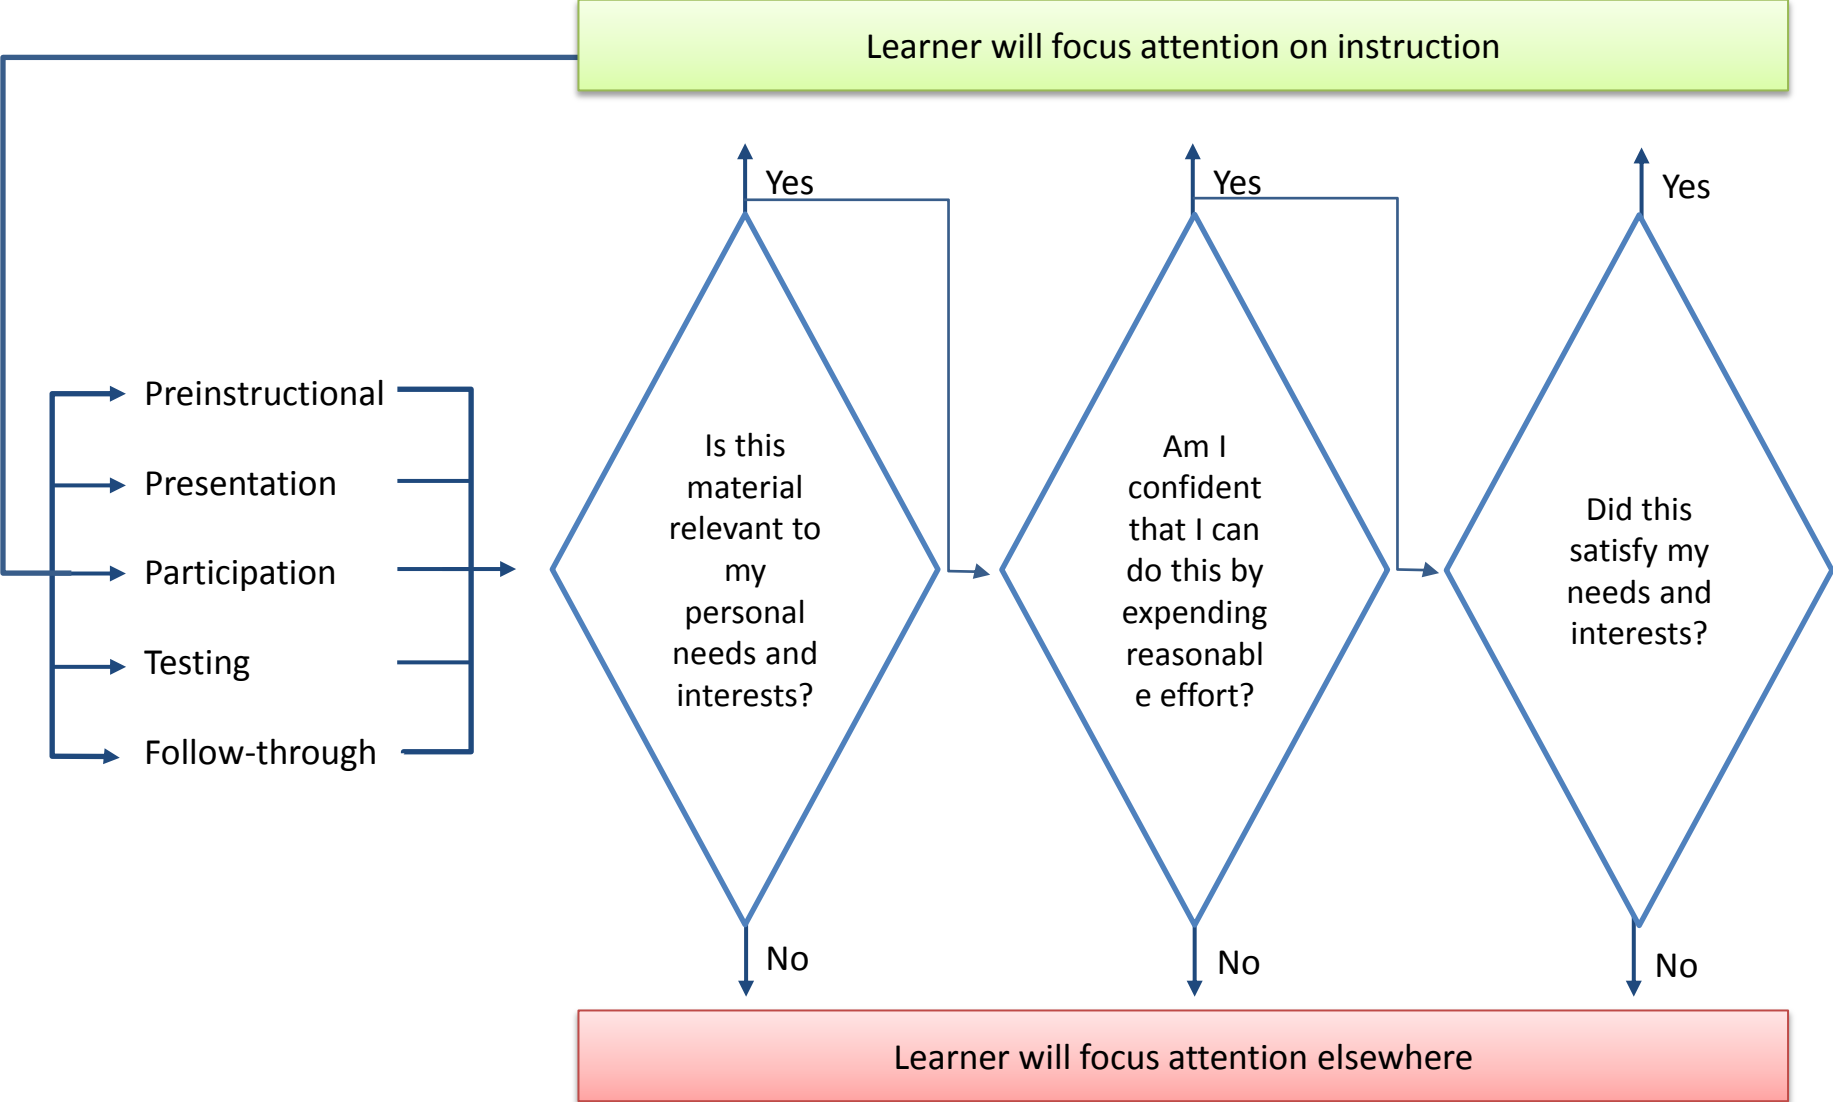 Learner will focus attention on instruction
Yes
Yes
Yes
Preinstructional
Presentation
Participation
Testing
Follow-through
Is this
material
relevant to
my
personal
needs and
interests?
Am I
confident
that I can
do this by
expending
reasonabl
e effort?
Did this
satisfy my
needs and
interests?
No
No
No
Learner will focus attention elsewhere